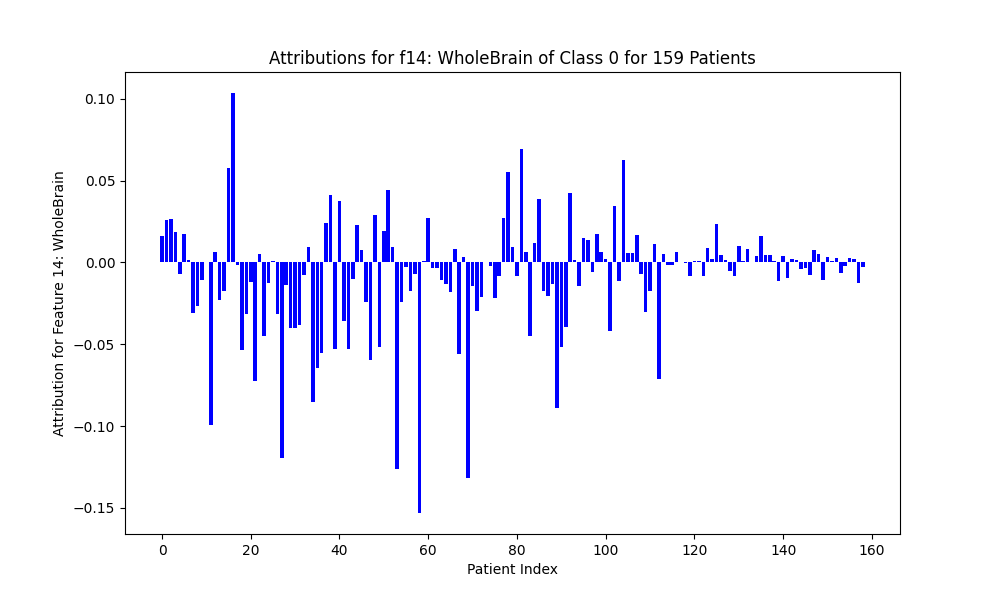 Attributions for f14: WholeBrain of Class 0 for 159 Patients
Attribution for Feature 14: WholeBrain
0.10
0.05
0.00
−0.05
−0.10
−0.15
0 20 40 60 80 100 120 140 160
Patient Index